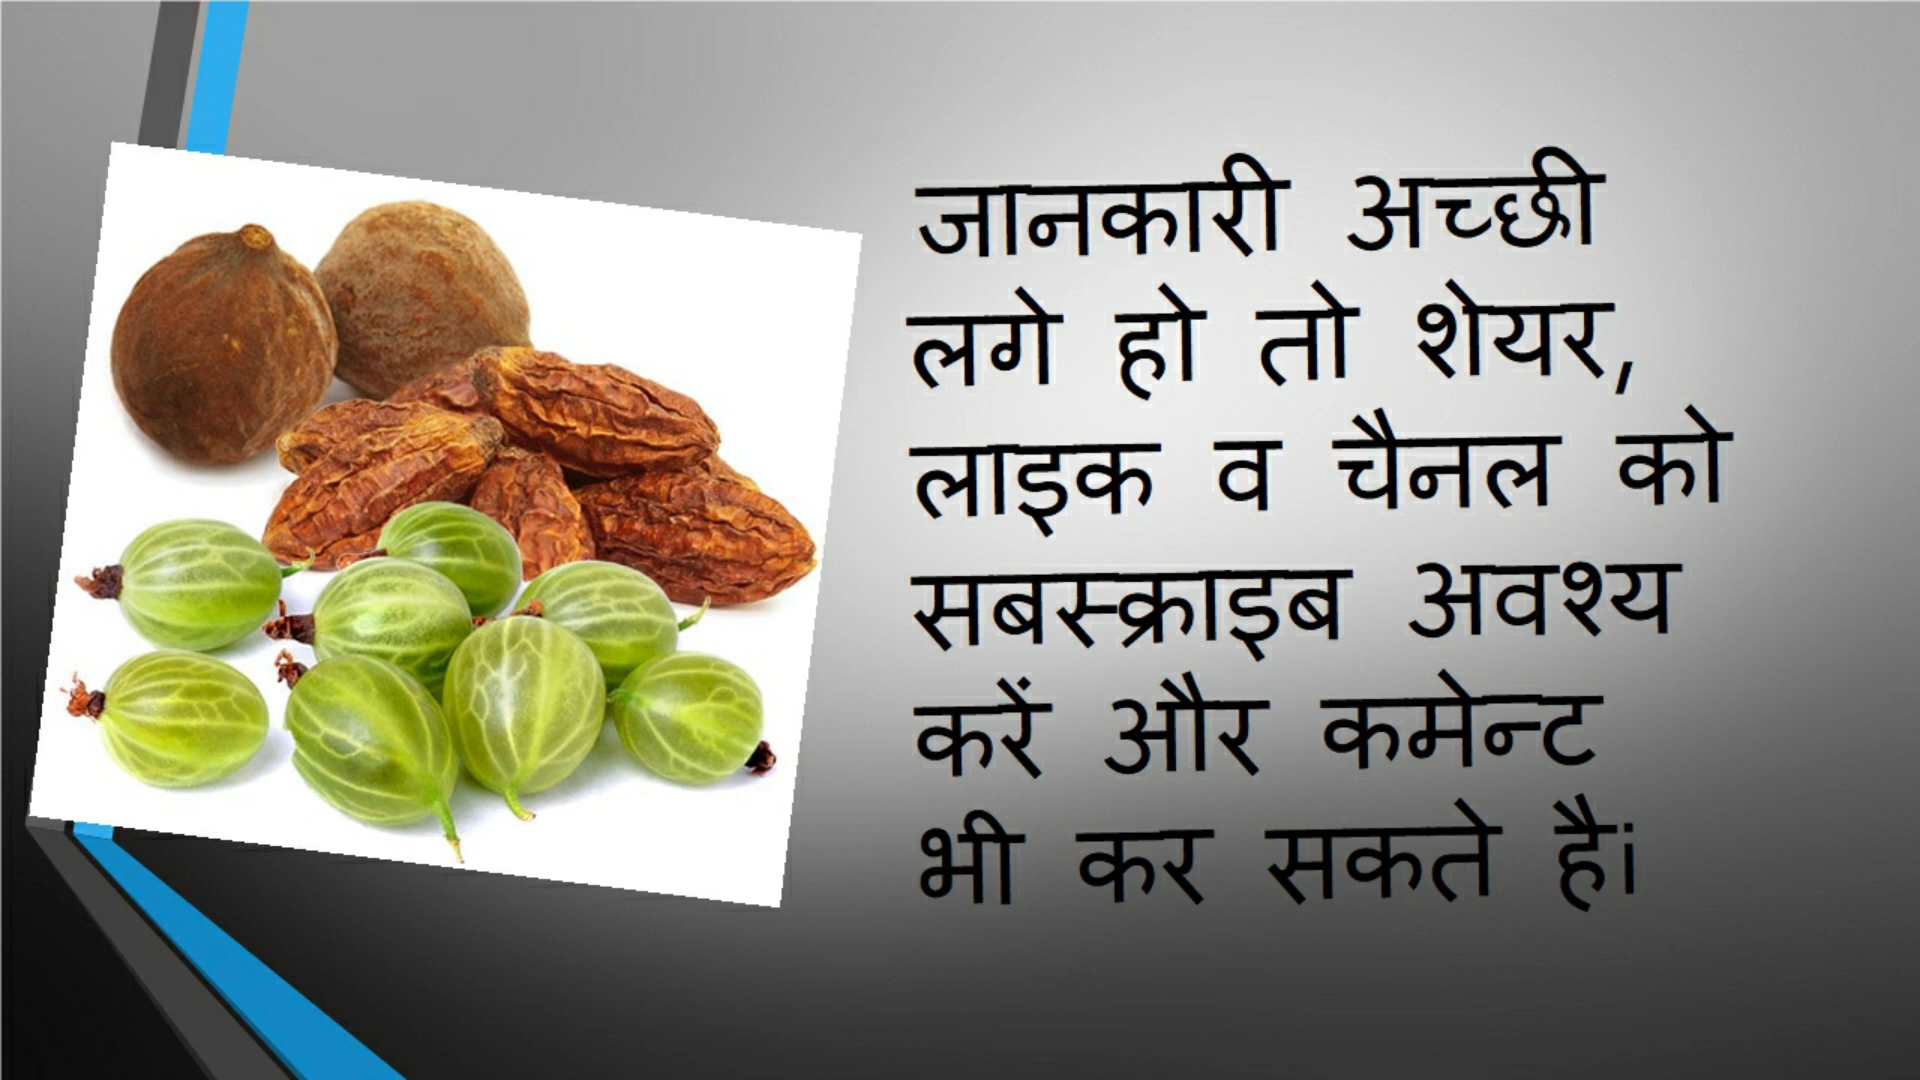 जानकारी अच्छी
लगे हो तो शेयर,
लाइक व चैनल को
सबस्क्राइब अवश्य
करें और कमेन्ट
भी कर सकते हैi